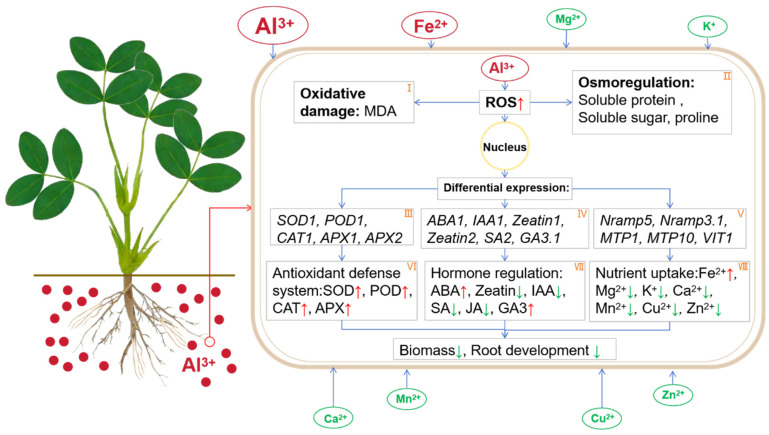 Al³⁺
Fe²⁺
Mg²⁺
K⁺
Al³⁺
I
Oxidative
damage: MDA
ROS↑
II
Osmoregulation:
Soluble protein ,
Soluble sugar, proline
Nucleus
Differential expression:
III
SOD1, POD1,
CAT1, APX1, APX2
IV
ABA1, IAA1, Zeatin1,
Zeatin2, SA2, GA3.1
V
Nramp5, Nramp3.1,
MTP1, MTP10, VIT1
VI
Antioxidant defense
system:SOD↑, POD↑,
CAT↑, APX↑
VII
Hormone regulation:
ABA↑, Zeatin↓, IAA↓,
SA↓, JA↓, GA3↑
VIII
Nutrient uptake:Fe²⁺↑,
Mg²⁺↓, K⁺↓, Ca²⁺↓,
Mn²⁺↓, Cu²⁺↓, Zn²⁺↓
Biomass↓, Root development ↓
Al³⁺
Ca²⁺
Mn²⁺
Cu²⁺
Zn²⁺